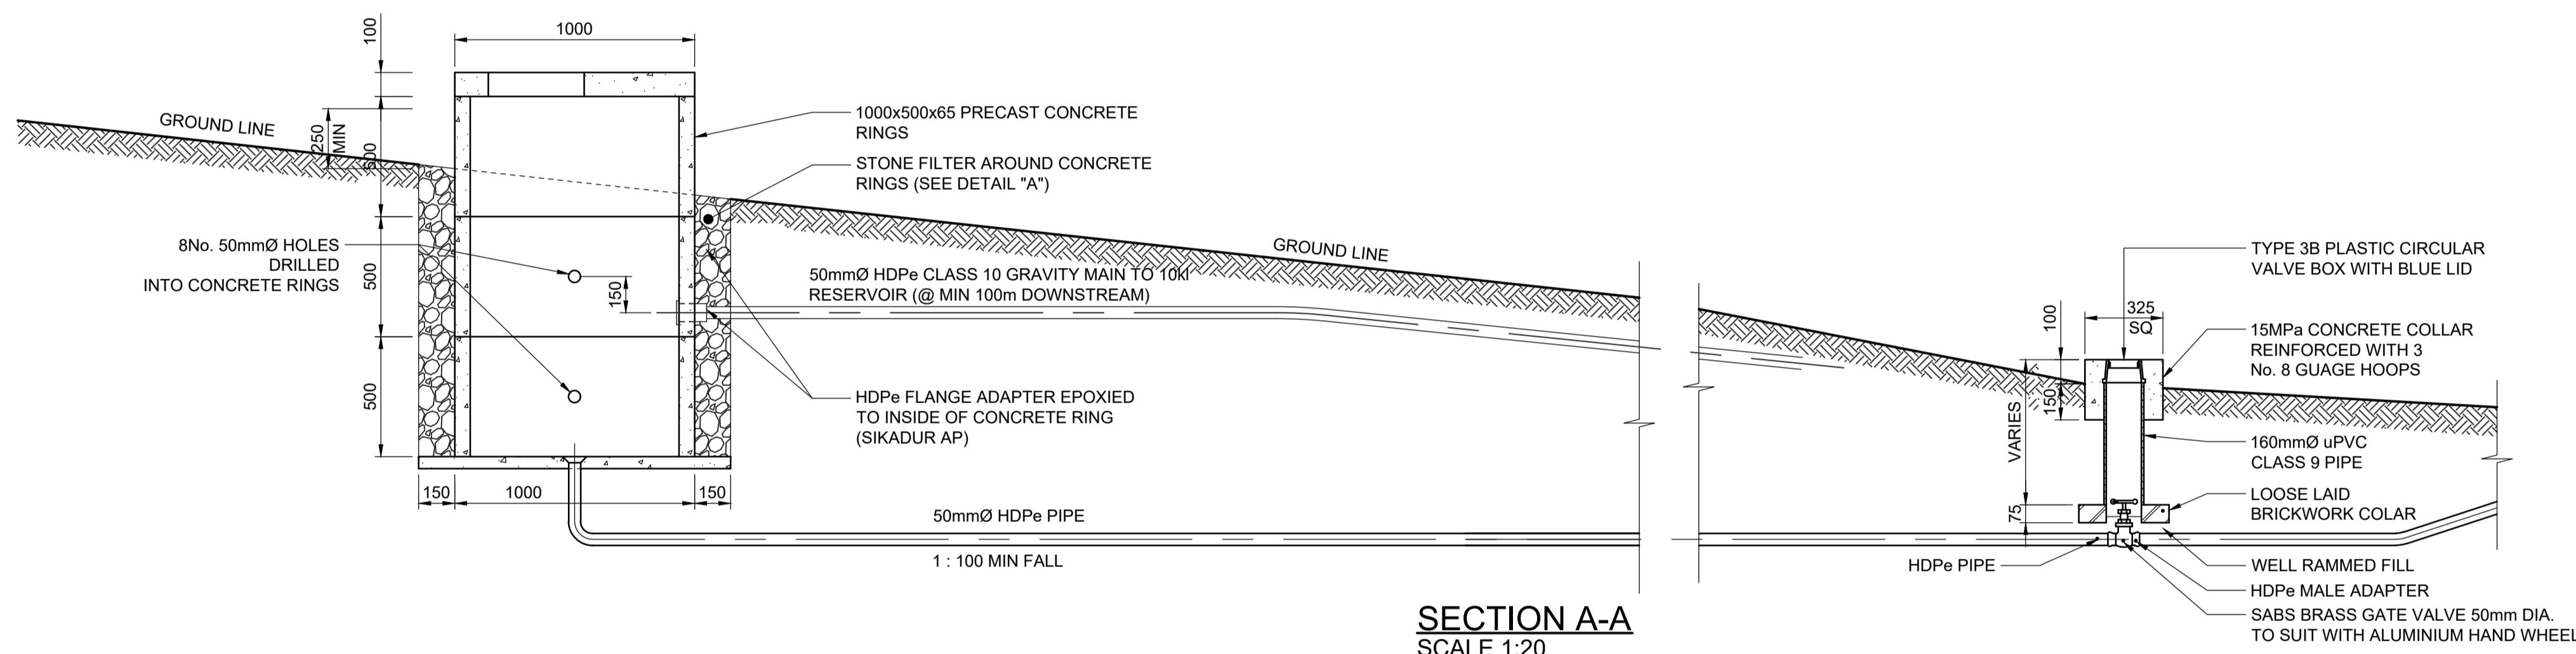 1000
100
GROUND LINE
250
MIN
500
1000x500x65 PRECAST CONCRETE
RINGS
STONE FILTER AROUND CONCRETE
RINGS (SEE DETAIL "A")
8No. 50mmØ HOLES
DRILLED
INTO CONCRETE RINGS
500
150
50mmØ HDPe CLASS 10 GRAVITY MAIN TO 10kl
RESERVOIR (@ MIN 100m DOWNSTREAM)
GROUND LINE
500
HDPe FLANGE ADAPTER EPOXIED
TO INSIDE OF CONCRETE RING
(SIKADUR AP)
150
1000
150
50mmØ HDPe PIPE
1 : 100 MIN FALL
TYPE 3B PLASTIC CIRCULAR
VALVE BOX WITH BLUE LID
100
325
SQ
15MPa CONCRETE COLLAR
REINFORCED WITH 3
No. 8 GUAGE HOOPS
150
VARIES
160mmØ uPVC
CLASS 9 PIPE
LOOSE LAID
BRICKWORK COLAR
75
HDPe PIPE
WELL RAMMED FILL
HDPe MALE ADAPTER
SABS BRASS GATE VALVE 50mm DIA.
TO SUIT WITH ALUMINIUM HAND WHEEL
SECTION A-A
SCALE 1:20